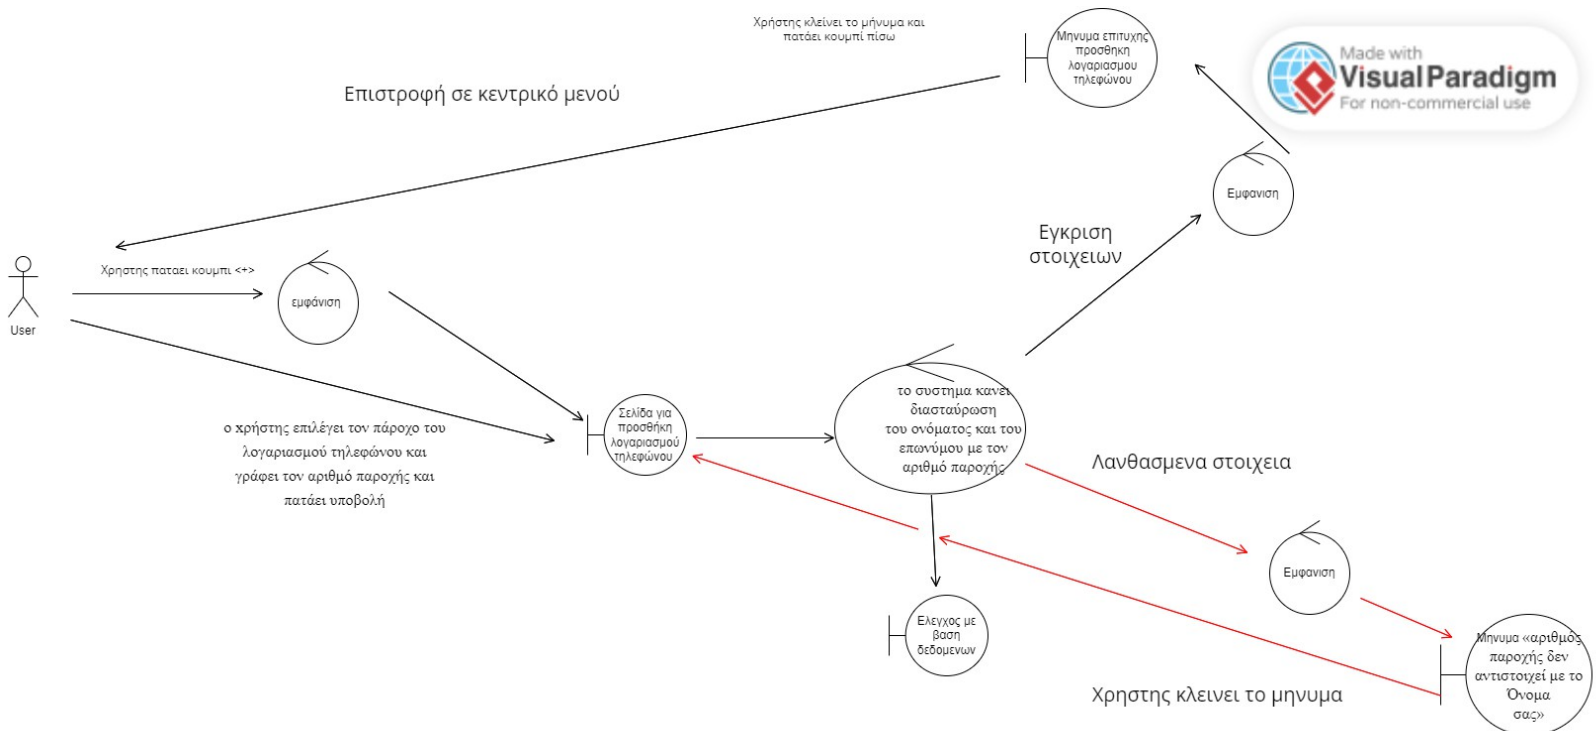 Χρήστης κλείνει το μήνυμα και
πατάει κουμπί πίσω
Μηνυμα επιτυχης
προσθηκη
λογαριασμου
τηλεφώνου
Made with
Visual Paradigm
For non-commercial use
Επιστροφή σε κεντρικό μενού
Εμφανιση
Εγκριση
στοιχειων
Χρηστης παταει κουμπι <+>
εμφάνιση
User
Σελίδα για
προσθήκη
λογαριασμού
τηλεφώνου
το συστημα κανει
διασταύρωση
του ονόματος και του
επωνύμου με τον
αριθμό παροχής
ο χρήστης επιλέγει τον πάροχο του
λογαριασμού τηλεφώνου και
γράφει τον αριθμό παροχής και
πατάει υποβολή
Λανθασμενα στοιχεια
Εμφανιση
Ελεγχος με
βαση
δεδομενων
Μηνυμα «αριθμός
παροχής δεν
αντιστοιχεί με το
Όνομα
σας»
Χρηστης κλεινει το μηνυμα